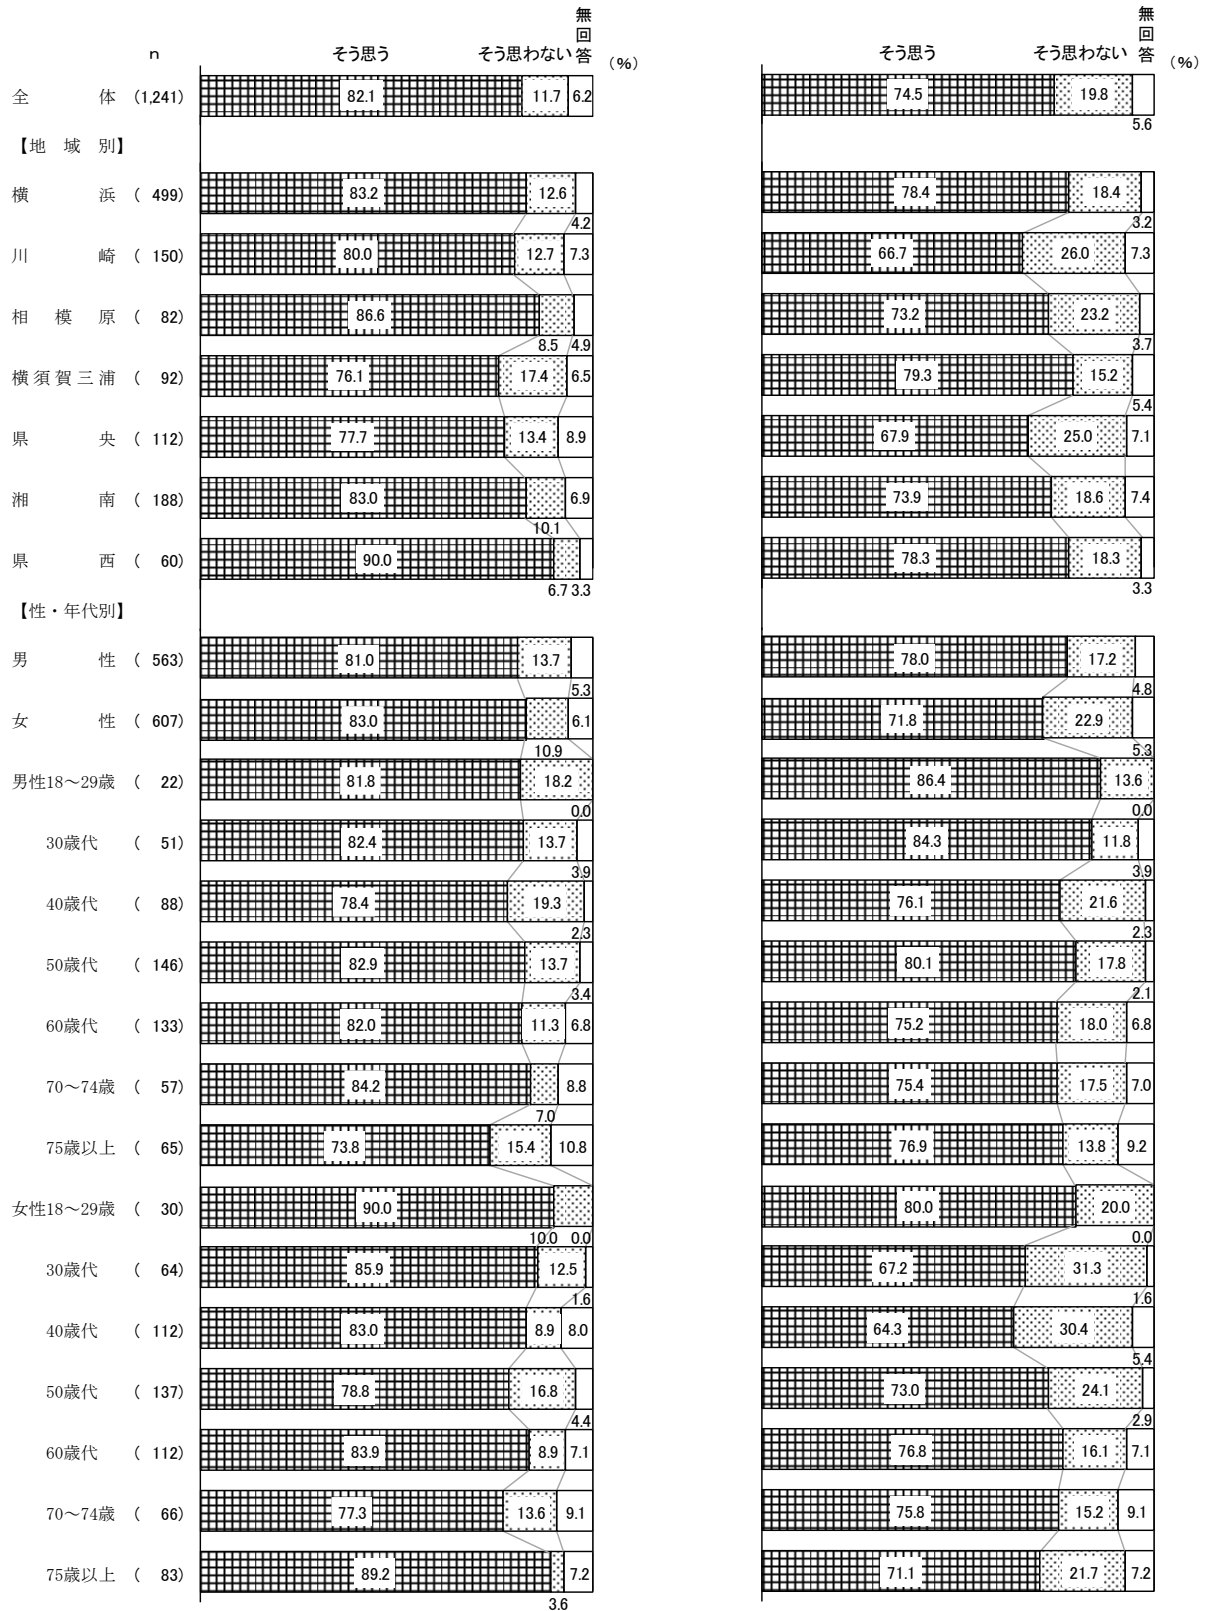 無回答 無回答
n そう思う そう思わない （%） そう思う そう思わない （%）
全体 （1,241） 82.1 11.7 6.2 74.5 19.8
5.6
【地域別】
横浜 （ 499） 83.2 12.6 78.4 18.4
4.2 3.2
川崎 （ 150） 80.0 12.7 7.3 66.7 26.0 7.3
相模原 （ 82） 86.6 73.2 23.2
8.5 4.9 3.7
横須賀三浦 （ 92） 76.1 17.4 6.5 79.3 15.2
5.4
県央 （ 112） 77.7 13.4 8.9 67.9 25.0 7.1
湘南 （ 188） 83.0 6.9 73.9 18.6 7.4
10.1
県西 （ 60） 90.0 78.3 18.3
6.7 3.3 3.3
【性・年代別】
男性 （ 563） 81.0 13.7 78.0 17.2
5.3 4.8
女性 （ 607） 83.0 6.1 71.8 22.9
10.9 5.3
男性18～29歳 （ 22） 81.8 18.2 86.4 13.6
0.0 0.0
30歳代 （ 51） 82.4 13.7 84.3 11.8
3.9 3.9
40歳代 （ 88） 78.4 19.3 76.1 21.6
2.3 2.3
50歳代 （ 146） 82.9 13.7 80.1 17.8
3.4 2.1
60歳代 （ 133） 82.0 11.3 6.8 75.2 18.0 6.8
70～74歳 （ 57） 84.2 8.8 75.4 17.5 7.0
7.0
75歳以上 （ 65） 73.8 15.4 10.8 76.9 13.8 9.2
女性18～29歳 （ 30） 90.0 80.0 20.0
10.0 0.0 0.0
30歳代 （ 64） 85.9 12.5 67.2 31.3
1.6 1.6
40歳代 （ 112） 83.0 8.9 8.0 64.3 30.4
5.4
50歳代 （ 137） 78.8 16.8 73.0 24.1
4.4 2.9
60歳代 （ 112） 83.9 8.9 7.1 76.8 16.1 7.1
70～74歳 （ 66） 77.3 13.6 9.1 75.8 15.2 9.1
75歳以上 （ 83） 89.2 7.2 71.1 21.7 7.2
3.6